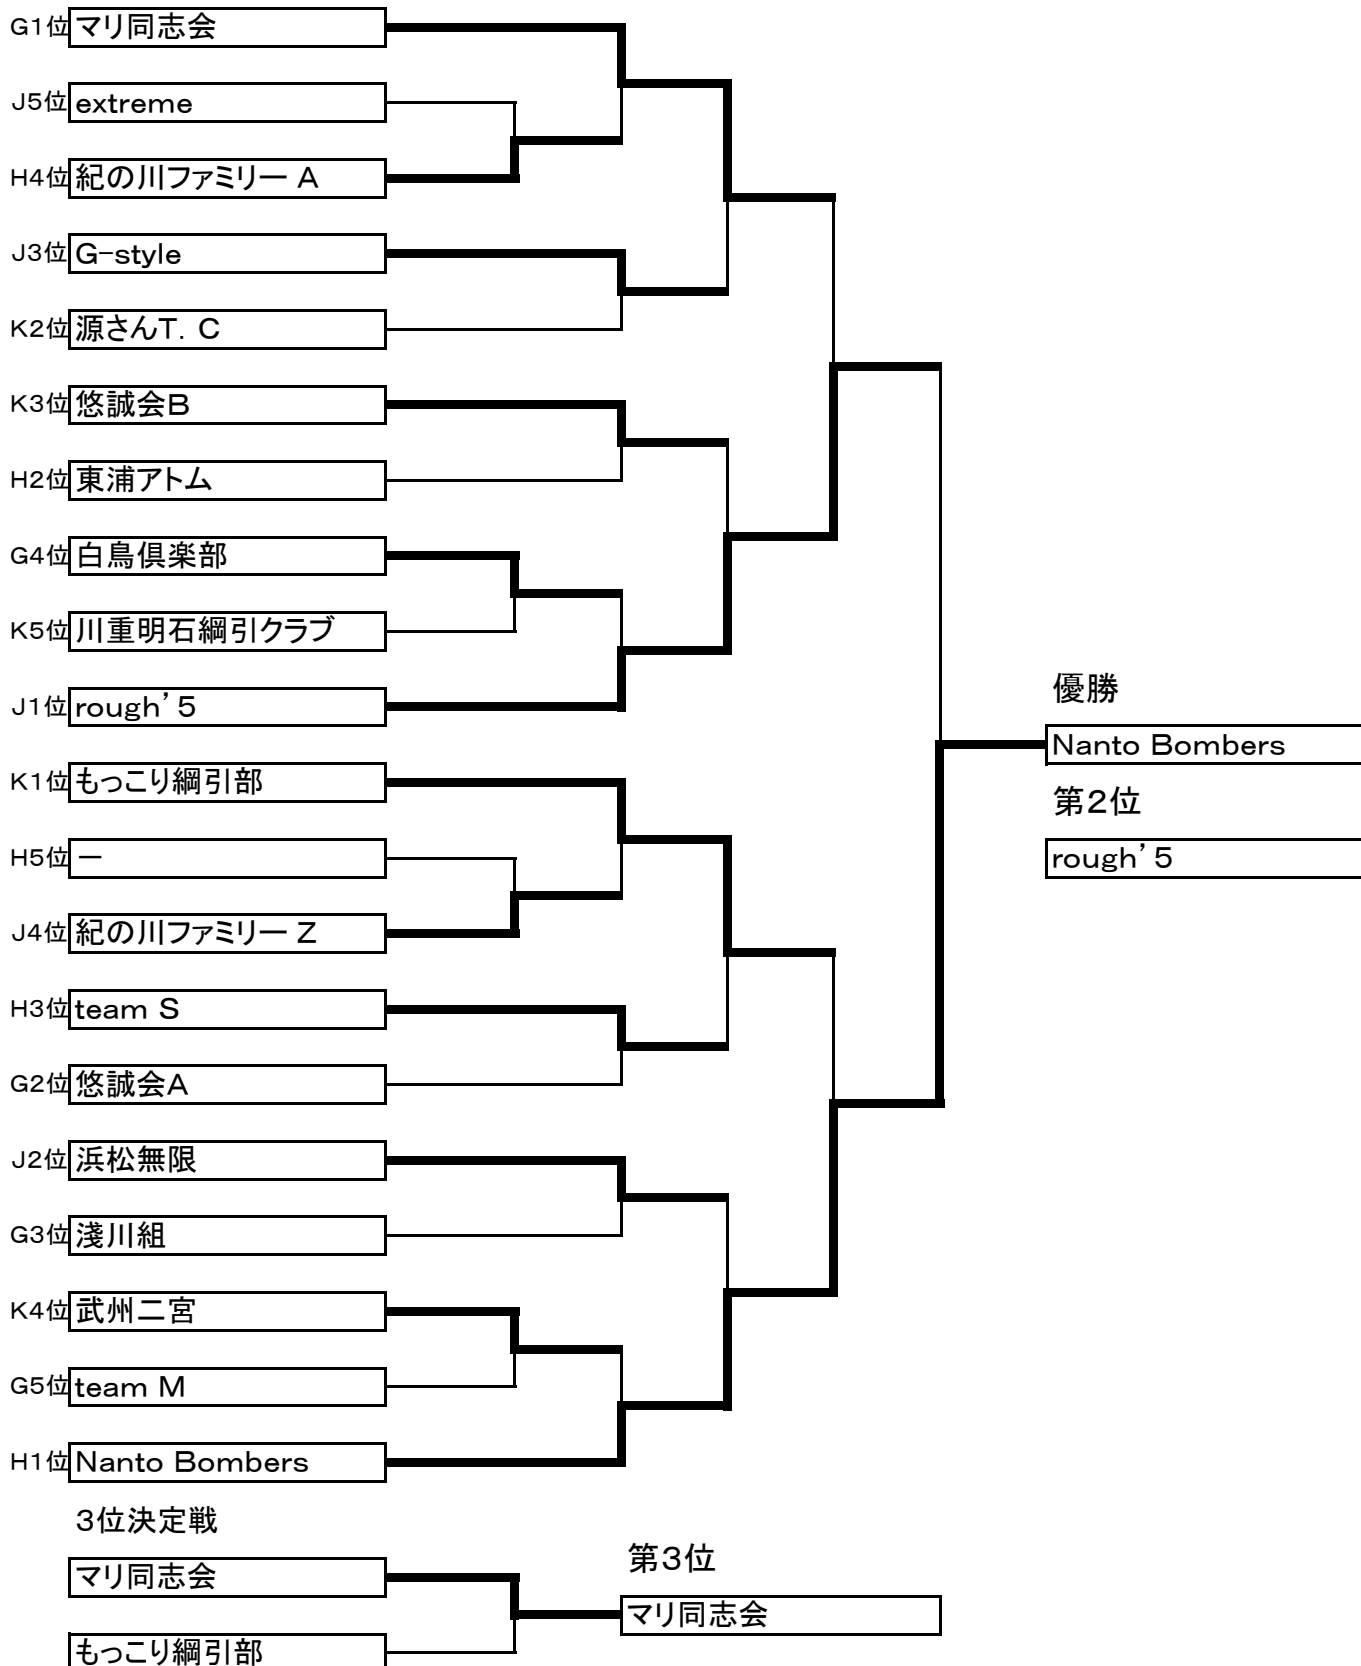 G1位 マリ同志会
J5位 extreme
H4位 紀の川ファミリー A
J3位 G-style
K2位 源さんT. C
K3位 悠誠会B
H2位 東浦アトム
G4位 白鳥倶楽部
K5位 川重明石綱引クラブ
J1位 rough'5
優勝
K1位 もっこり綱引部
Nanto Bombers
第2位
H5位 ー
rough'5
J4位 紀の川ファミリー Z
H3位 team S
G2位 悠誠会A
J2位 浜松無限
G3位 淺川組
K4位 武州二宮
G5位 team M
H1位 Nanto Bombers
3位決定戦
第3位
マリ同志会
マリ同志会
もっこり綱引部